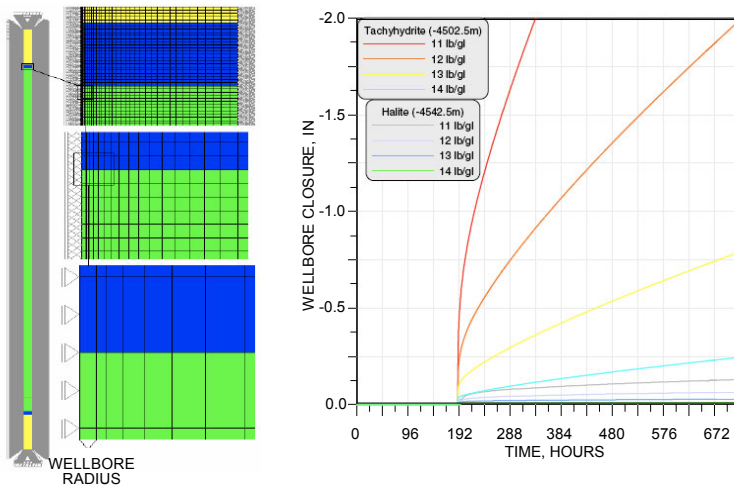 WELLBORE
RADIUS
Tachyhydrite (-4502.5m)
11 lb/gl
12 lb/gl
13 lb/gl
14 lb/gl
Halite (-4542.5m)
11 lb/gl
12 lb/gl
13 lb/gl
14 lb/gl
WELLBORE CLOSURE, IN
-2.0
-1.5
-1.0
-0.5
0.0
0 96 192 288 384 480 576 672
TIME, HOURS